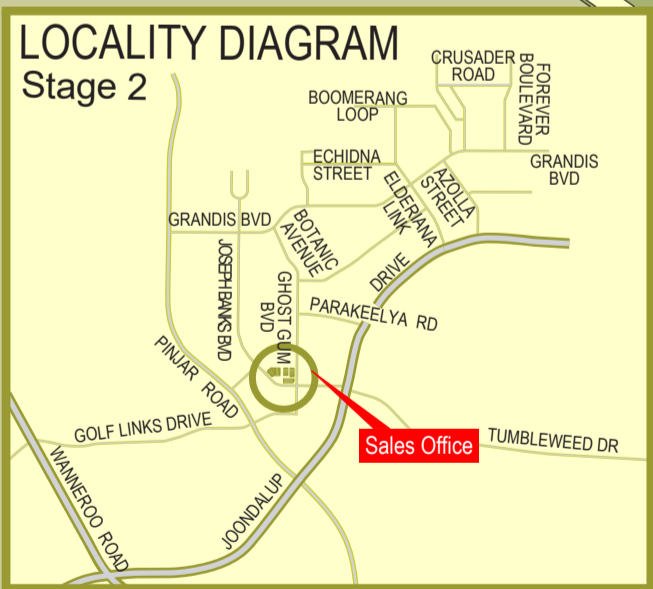 LOCALITY DIAGRAM
Stage 2
CRUSADER
ROAD
FOREVER
BOULEVARD
BOOMERANG
LOOP
ECHIDNA
STREET
GRANDIS
BVD
AZOLLA
STREET
ELDERIANA
LINK
GRANDIS BVD
BOTANIC
AVENUE
JOSEPH BANKS BVD
GHOST GUM
BVD
DRIVE
PARAKEELYA RD
PINJAR ROAD
GOLF LINKS DRIVE
Sales Office
TUMBLEWEED DR
WANNEROO ROAD
JOONDALUP